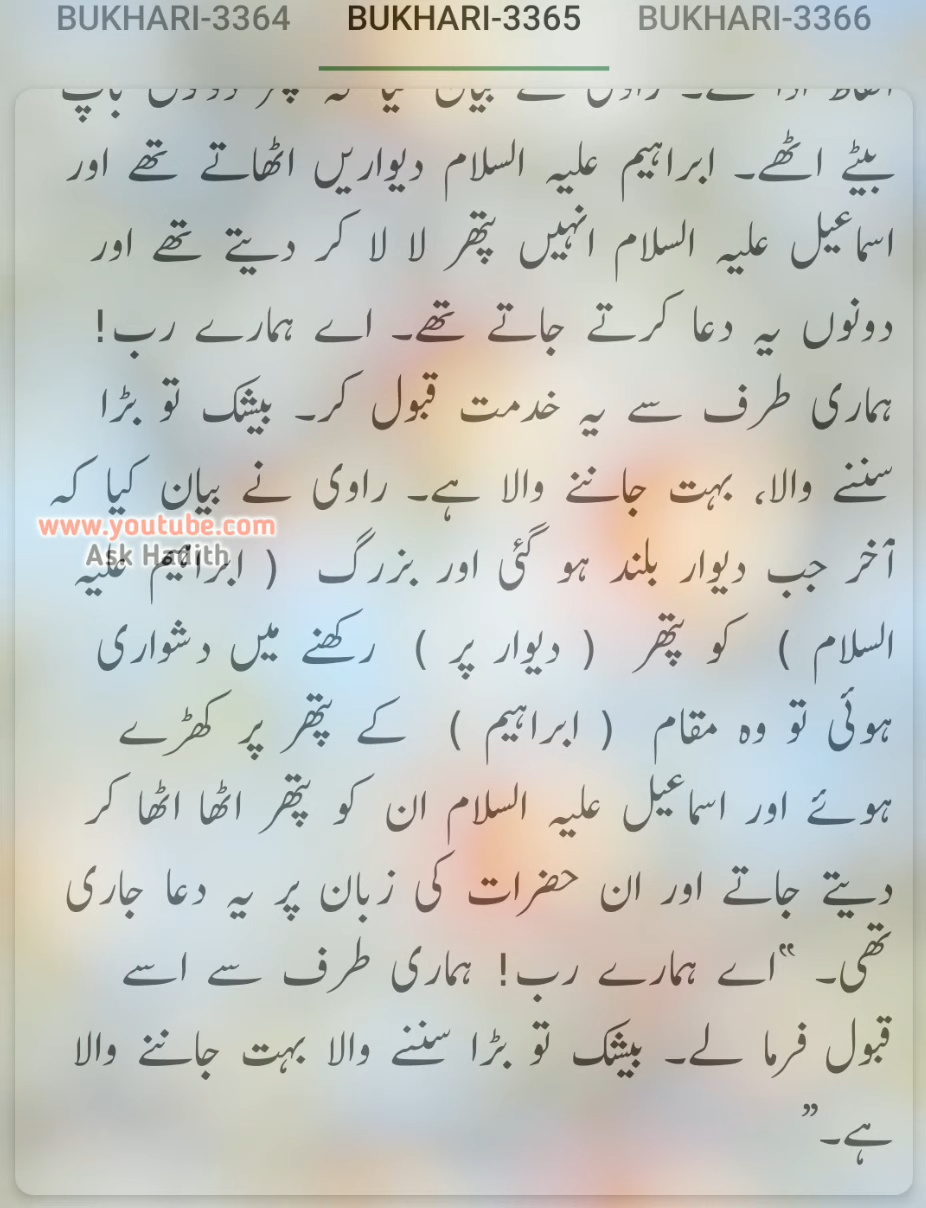 BUKHARI-3364 BUKHARI-3365 BUKHARI-3366
بیٹے اٹھے۔ ابراہیم علیہ السلام دیواریں اٹھاتے تھے اور
اسماعیل علیہ السلام انہیں پتھر لا لا کر دیتے تھے اور
دونوں یہ دعا کرتے جاتے تھے۔ اے ہمارے رب!
ہماری طرف سے یہ خدمت قبول کر۔ بیشک تو بڑا
سننے والا، بہت جاننے والا ہے۔ راوی نے بیان کیا کہ
www.youtube.com
Ask Hadith
آخر جب دیوار بلند ہو گئی اور بزرگ ( ابراہیم علیہ
السلام ) کو پتھر ( دیوار پر ) رکھنے میں دشواری
ہوئی تو وہ مقام ( ابراہیم ) کے پتھر پر کھڑے
ہوئے اور اسماعیل علیہ السلام ان کو پتھر اٹھا اٹھا کر
دیتے جاتے اور ان حضرات کی زبان پر یہ دعا جاری
تھی۔ “اے ہمارے رب! ہماری طرف سے اسے
قبول فرما لے۔ بیشک تو بڑا سننے والا بہت جاننے والا
ہے۔”